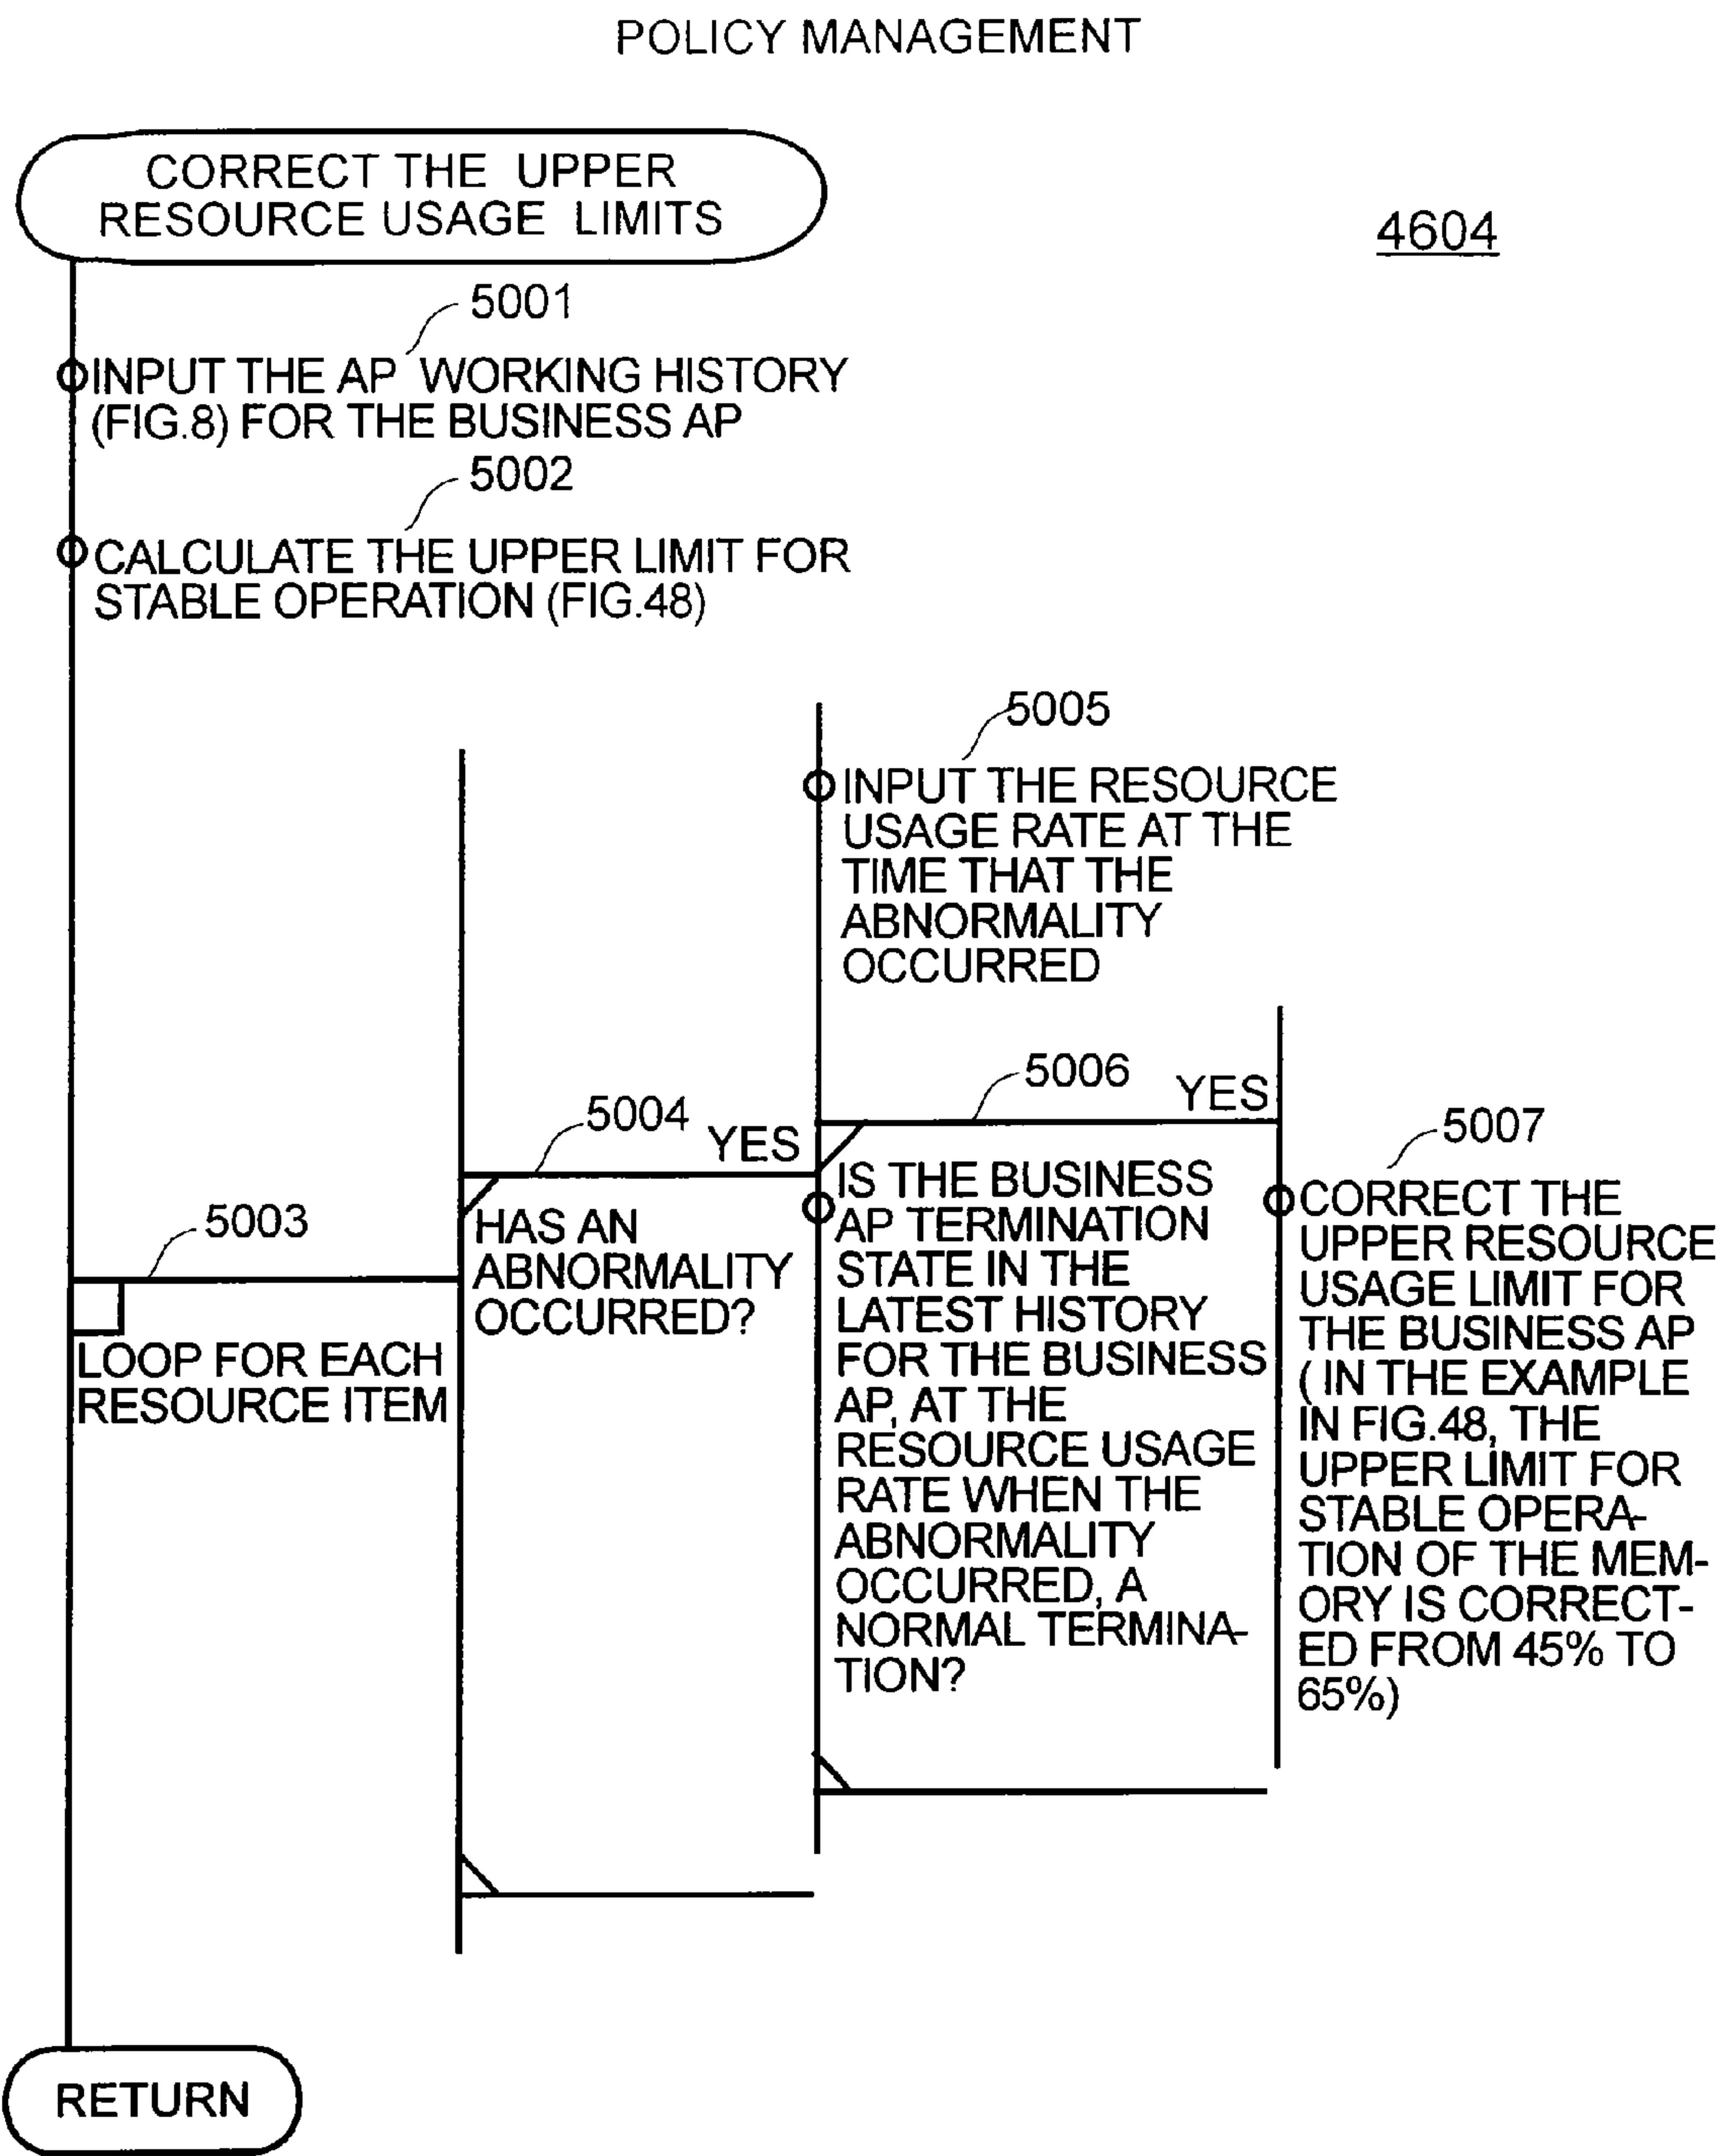 POLICY MANAGEMENT
CORRECT THE UPPER
RESOURCE USAGE LIMITS
4604
5001
INPUT THE AP WORKING HISTORY
(FIG.8) FOR THE BUSINESS AP
5002
CALCULATE THE UPPER LIMIT FOR
STABLE OPERATION (FIG.48)
5003
LOOP FOR EACH
RESOURCE ITEM
5004
YES
HAS AN
ABNORMALITY
OCCURRED?
5005
INPUT THE RESOURCE
USAGE RATE AT THE
TIME THAT THE
ABNORMALITY
OCCURRED
5006
YES
IS THE BUSINESS
AP TERMINATION
STATE IN THE
LATEST HISTORY
FOR THE BUSINESS
AP, AT THE
RESOURCE USAGE
RATE WHEN THE
ABNORMALITY
OCCURRED, A
NORMAL TERMINA-
TION?
5007
CORRECT THE
UPPER RESOURCE
USAGE LIMIT FOR
THE BUSINESS AP
( IN THE EXAMPLE
IN FIG.48, THE
UPPER LIMIT FOR
STABLE OPERA-
TION OF THE MEM-
ORY IS CORRECT-
ED FROM 45% TO
65%)
RETURN